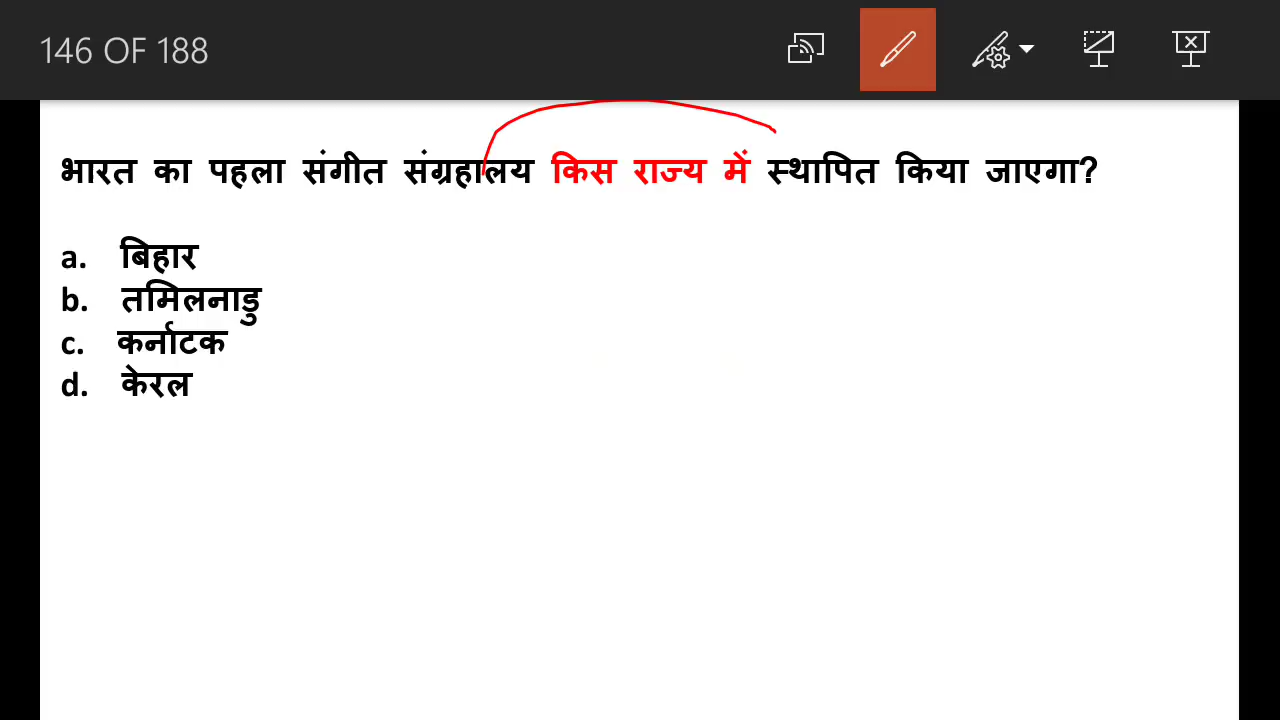 146 OF 188
भारत का पहला संगीत संग्रहालय किस राज्य में स्थापित किया जाएगा?
a. बिहार
b. तमिलनाडु
c. कर्नाटक
d. केरल